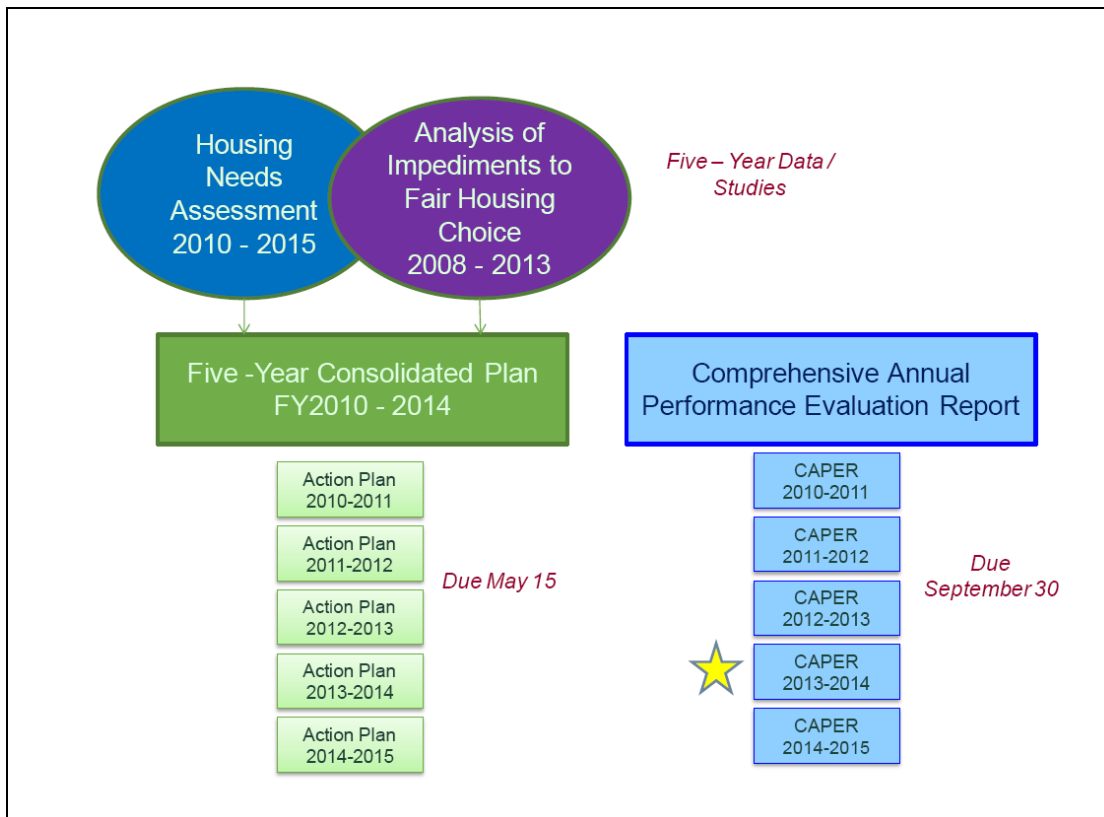 Housing
Needs
Assessment
2010 - 2015
Analysis of
Impediments to
Fair Housing
Choice
2008 - 2013
Five – Year Data /
Studies
Five -Year Consolidated Plan
FY2010 - 2014
Comprehensive Annual
Performance Evaluation Report
Action Plan
2010-2011
Action Plan
2011-2012
Action Plan
2012-2013
Action Plan
2013-2014
Action Plan
2014-2015
Due May 15
CAPER
2010-2011
CAPER
2011-2012
CAPER
2012-2013
CAPER
2013-2014
CAPER
2014-2015
Due
September 30